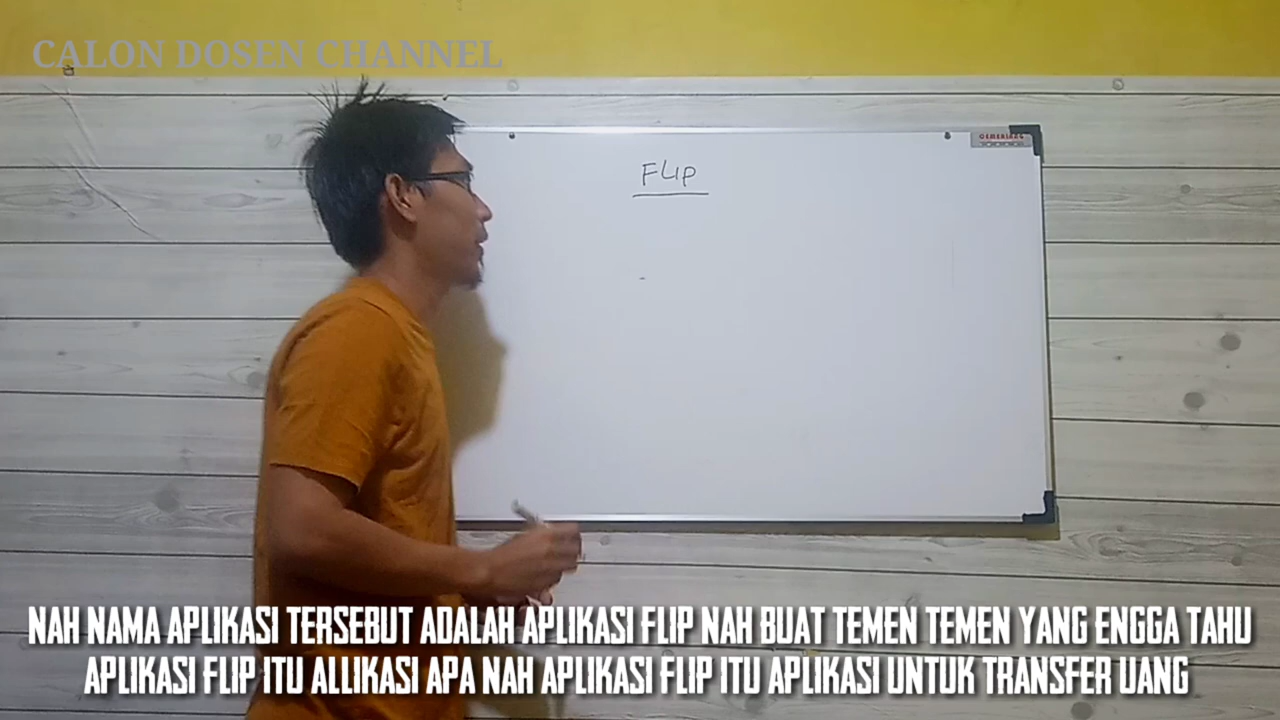 CALON DOSEN CHANNEL
GEMERLANG
FLIP
NAH NAMA APLIKASI TERSEBUT ADALAH APLIKASI FLIP NAH BUAT TEMEN TEMEN YANG ENGGA TAHU
APLIKASI FLIP ITU ALLIKASI APA NAH APLIKASI FLIP ITU APLIKASI UNTUK TRANSFER UANG